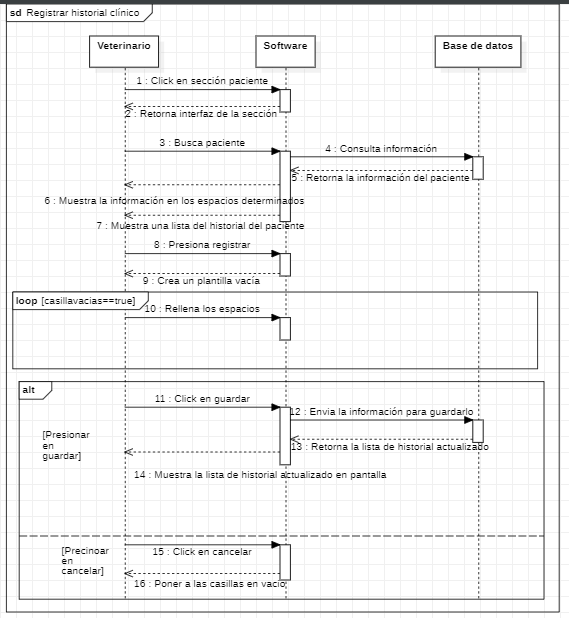 sd Registrar historial clínico
Veterinario
Software
Base de datos
1 : Click en sección paciente
2 : Retorna interfaz de la sección
3 : Busca paciente
4 : Consulta información
5 : Retorna la información del paciente
6 : Muestra la información en los espacios determinados
7 : Muestra una lista del historial del paciente
8 : Presiona registrar
9 : Crea un plantilla vacía
loop [casillavacias==true]
10 : Rellena los espacios
alt
11 : Click en guardar
12 : Envia la información para guardarlo
[Presionar
en
guardar]
13 : Retorna la lista de historial actualizado
14 : Muestra la lista de historial actualizado en pantalla
[Precinoar
en
cancelar]
15 : Click en cancelar
16 : Poner a las casillas en vacío